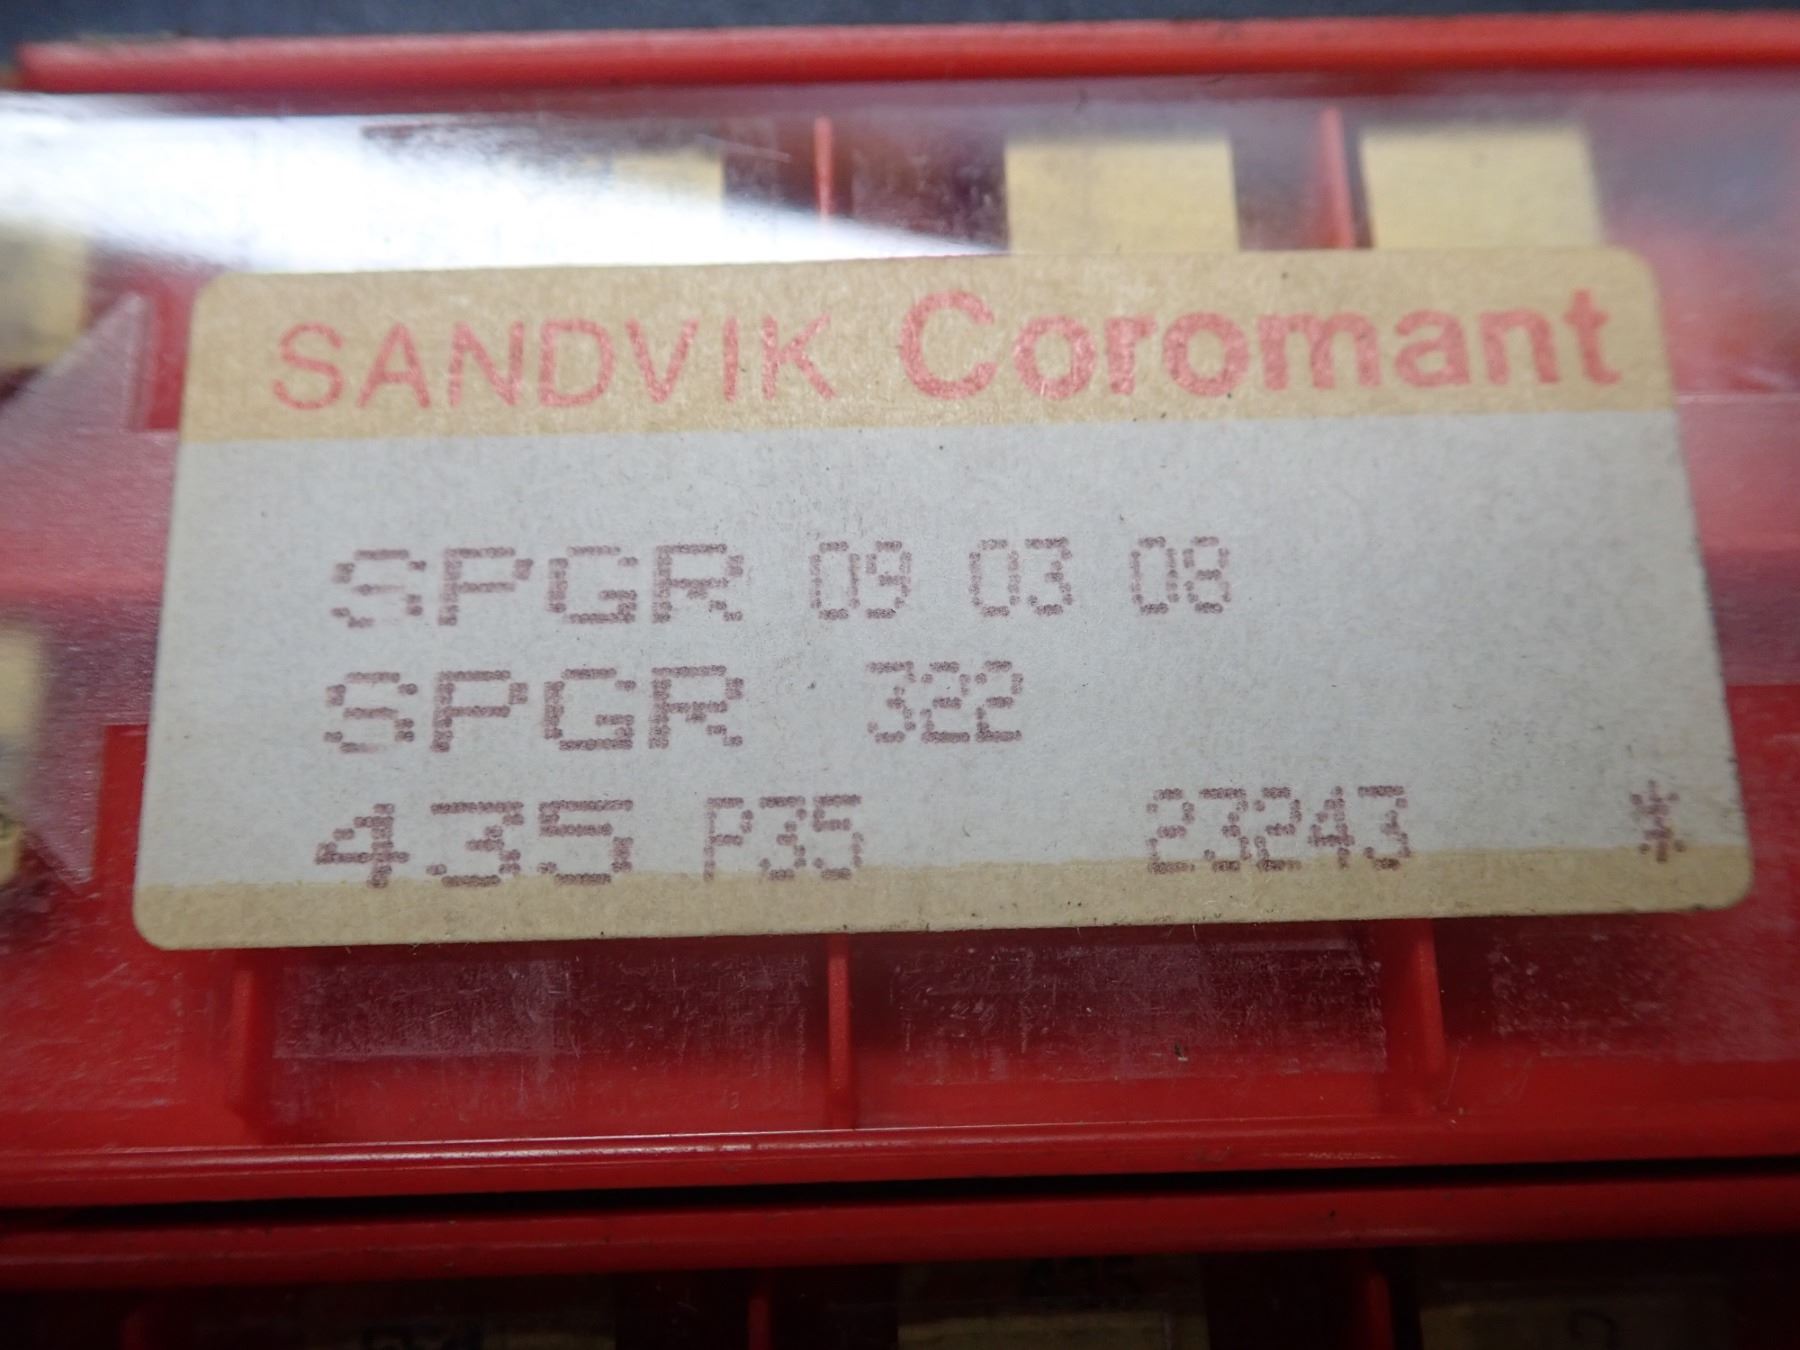 SANDVIK Coromant
SPGR 09 03 08
SPGR 322
435 P35 23243 *